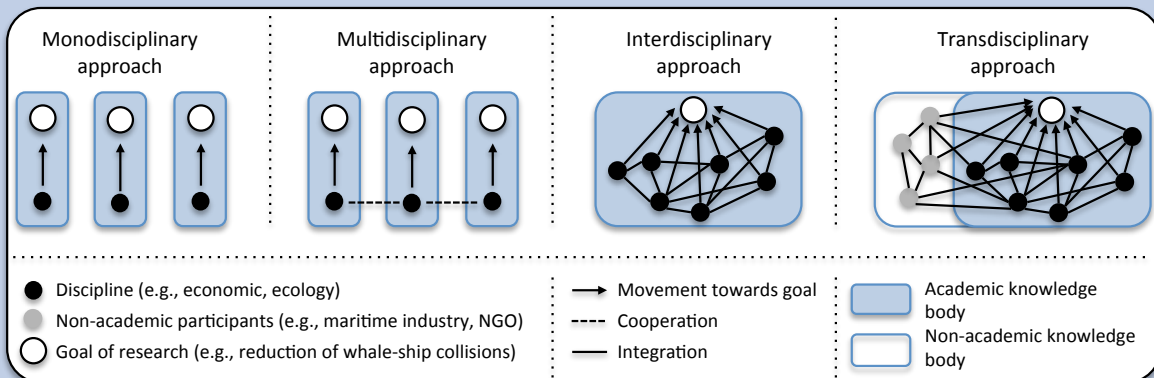 Monodisciplinary
approach
Multidisciplinary
approach
Interdisciplinary
approach
Transdisciplinary
approach
Discipline (e.g., economic, ecology)
Non-academic participants (e.g., maritime industry, NGO)
Goal of research (e.g., reduction of whale-ship collisions)
Movement towards goal
Cooperation
Integration
Academic knowledge
body
Non-academic knowledge
body